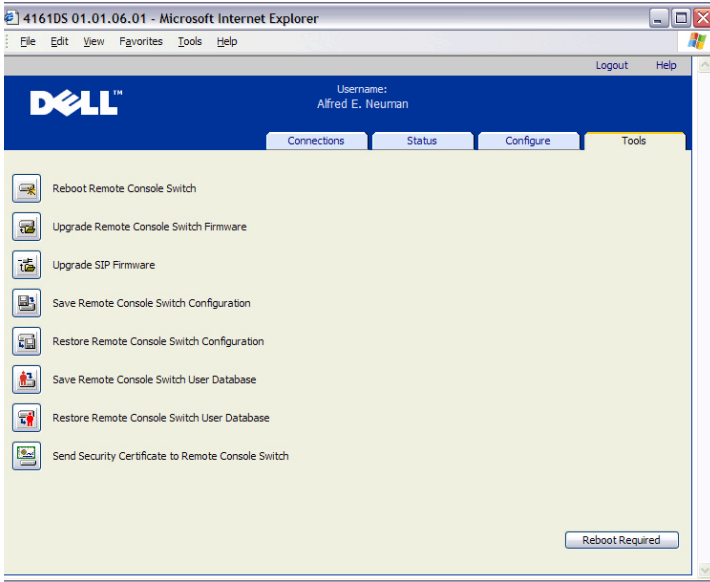 4161DS 01.01.06.01 - Microsoft Internet Explorer
File Edit View Favorites Tools Help
Logout Help
DELL™
Username:
Alfred E. Neuman
Connections Status Configure Tools
Reboot Remote Console Switch
Upgrade Remote Console Switch Firmware
Upgrade SIP Firmware
Save Remote Console Switch Configuration
Restore Remote Console Switch Configuration
Save Remote Console Switch User Database
Restore Remote Console Switch User Database
Send Security Certificate to Remote Console Switch
Reboot Required